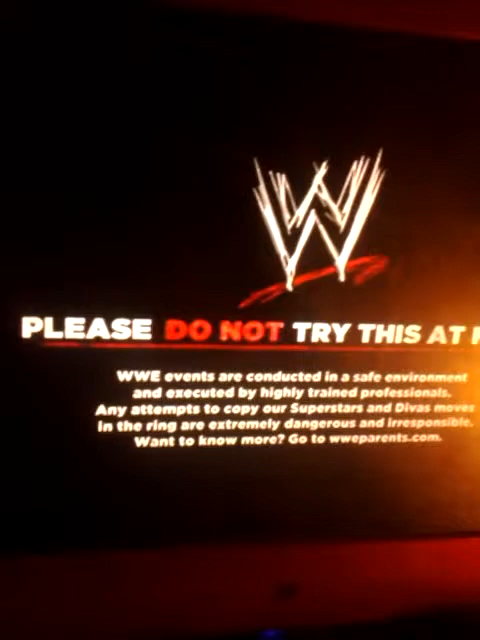 W
PLEASE DO NOT TRY THIS AT
WWE events are conducted in a safe environment
and executed by highly trained professionals.
Any attempts to copy our Superstars and Divas moves
in the ring are extremely dangerous and irresponsible.
Want to know more? Go to wweparents.com.